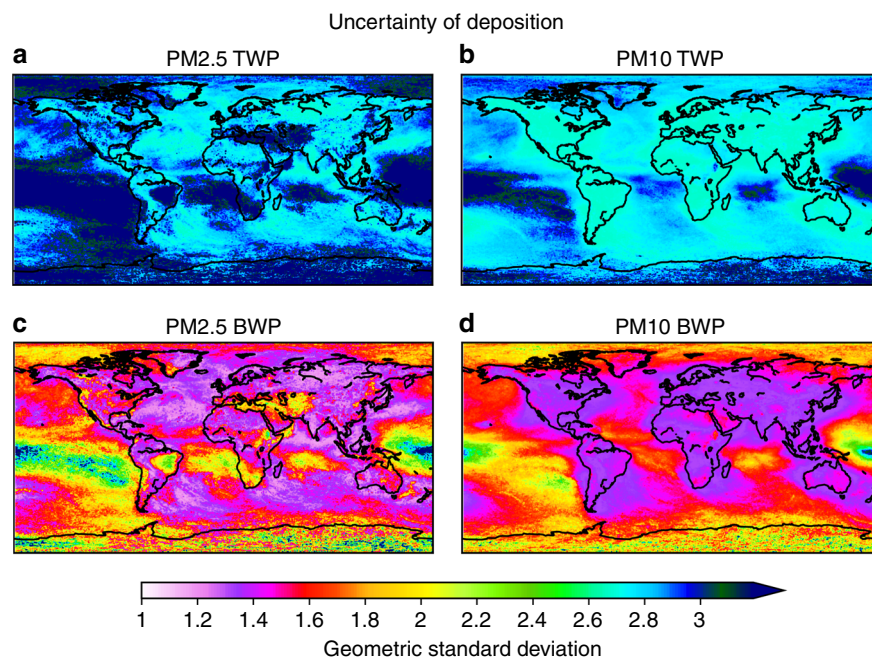 Uncertainty of deposition
a
PM2.5 TWP
b
PM10 TWP
c
PM2.5 BWP
d
PM10 BWP
1 1.2 1.4 1.6 1.8 2 2.2 2.4 2.6 2.8 3
Geometric standard deviation